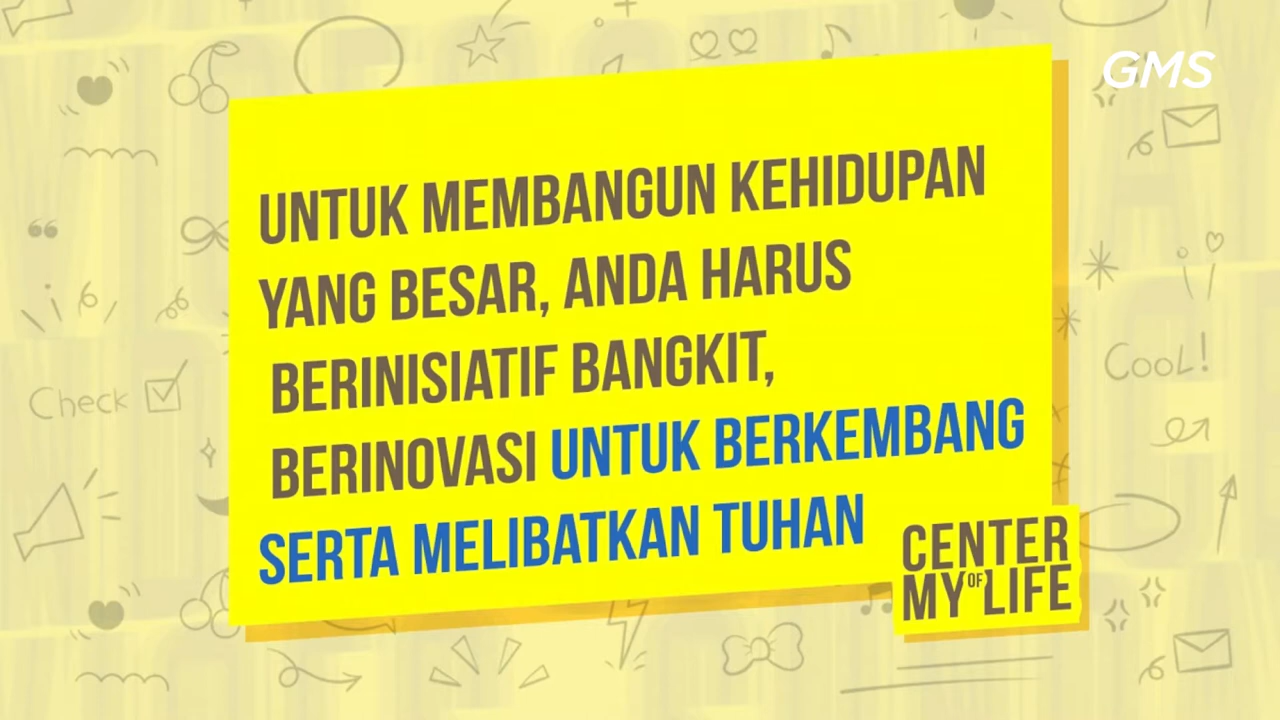 GMS
UNTUK MEMBANGUN KEHIDUPAN
YANG BESAR, ANDA HARUS
BERINISIATIF BANGKIT,
BERINOVASI UNTUK BERKEMBANG
SERTA MELIBATKAN TUHAN
CENTER
MY OF LIFE
Check
COOL!